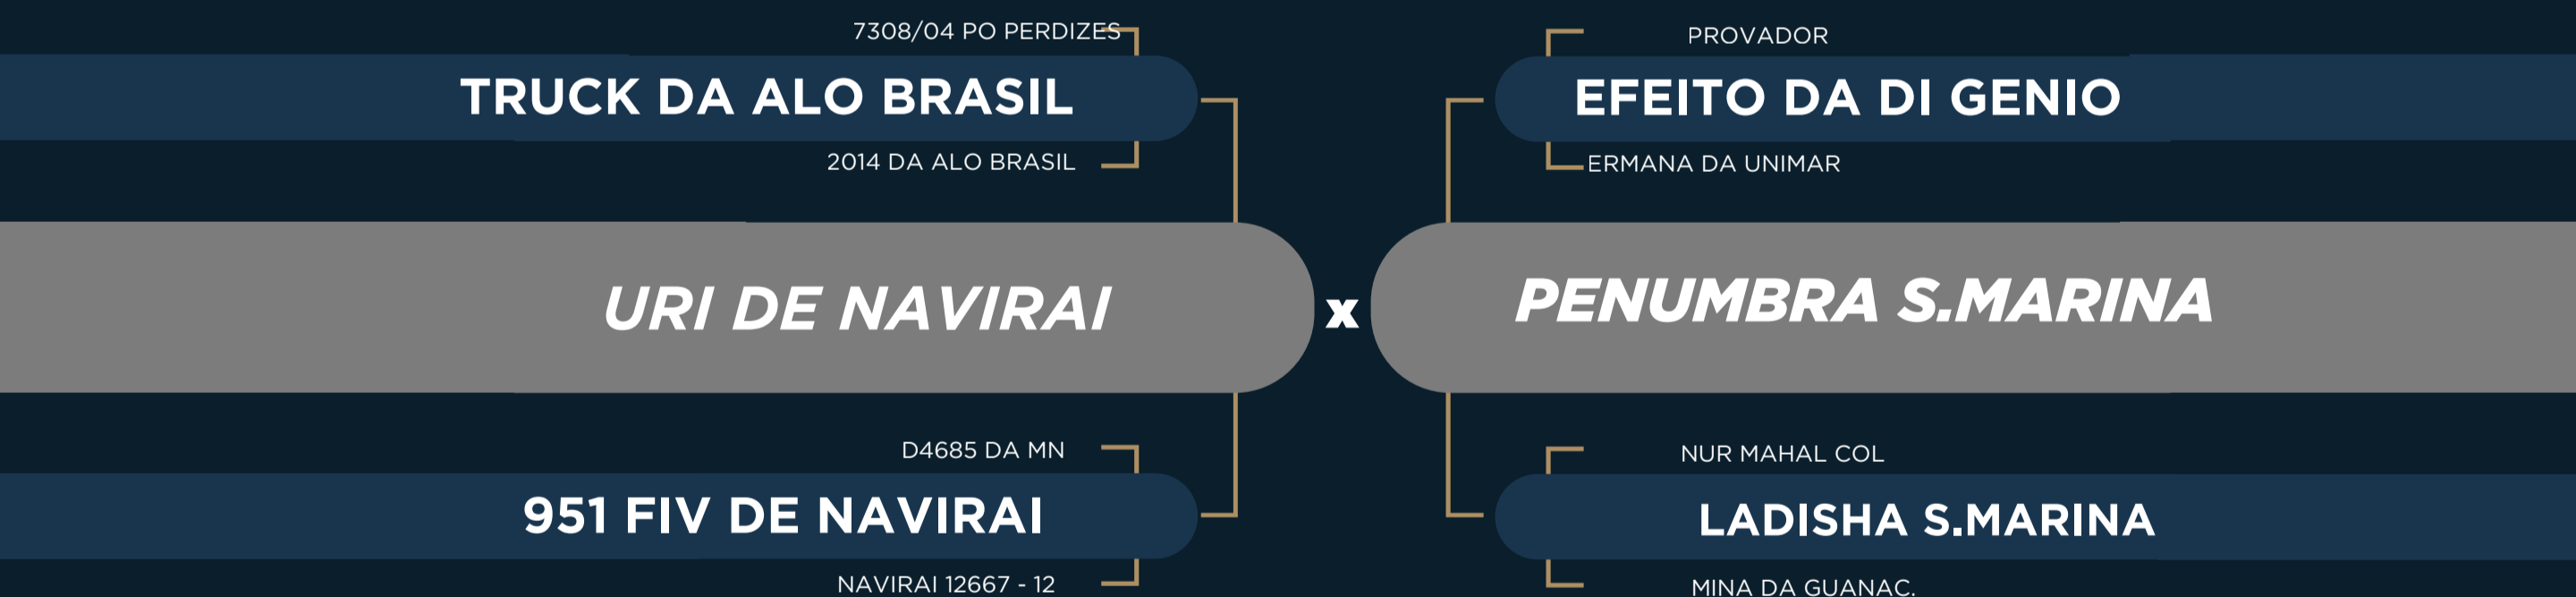 7308/04 PO PERDIZES
TRUCK DA ALO BRASIL
2014 DA ALO BRASIL
PROVADOR
EFEITO DA DI GENIO
ERMANA DA UNIMAR
URI DE NAVIRAI
x
PENUMBRA S.MARINA
D4685 DA MN
951 FIV DE NAVIRAI
NAVIRAI 12667 - 12
NUR MAHAL COL
LADISHA S.MARINA
MINA DA GUANAC.